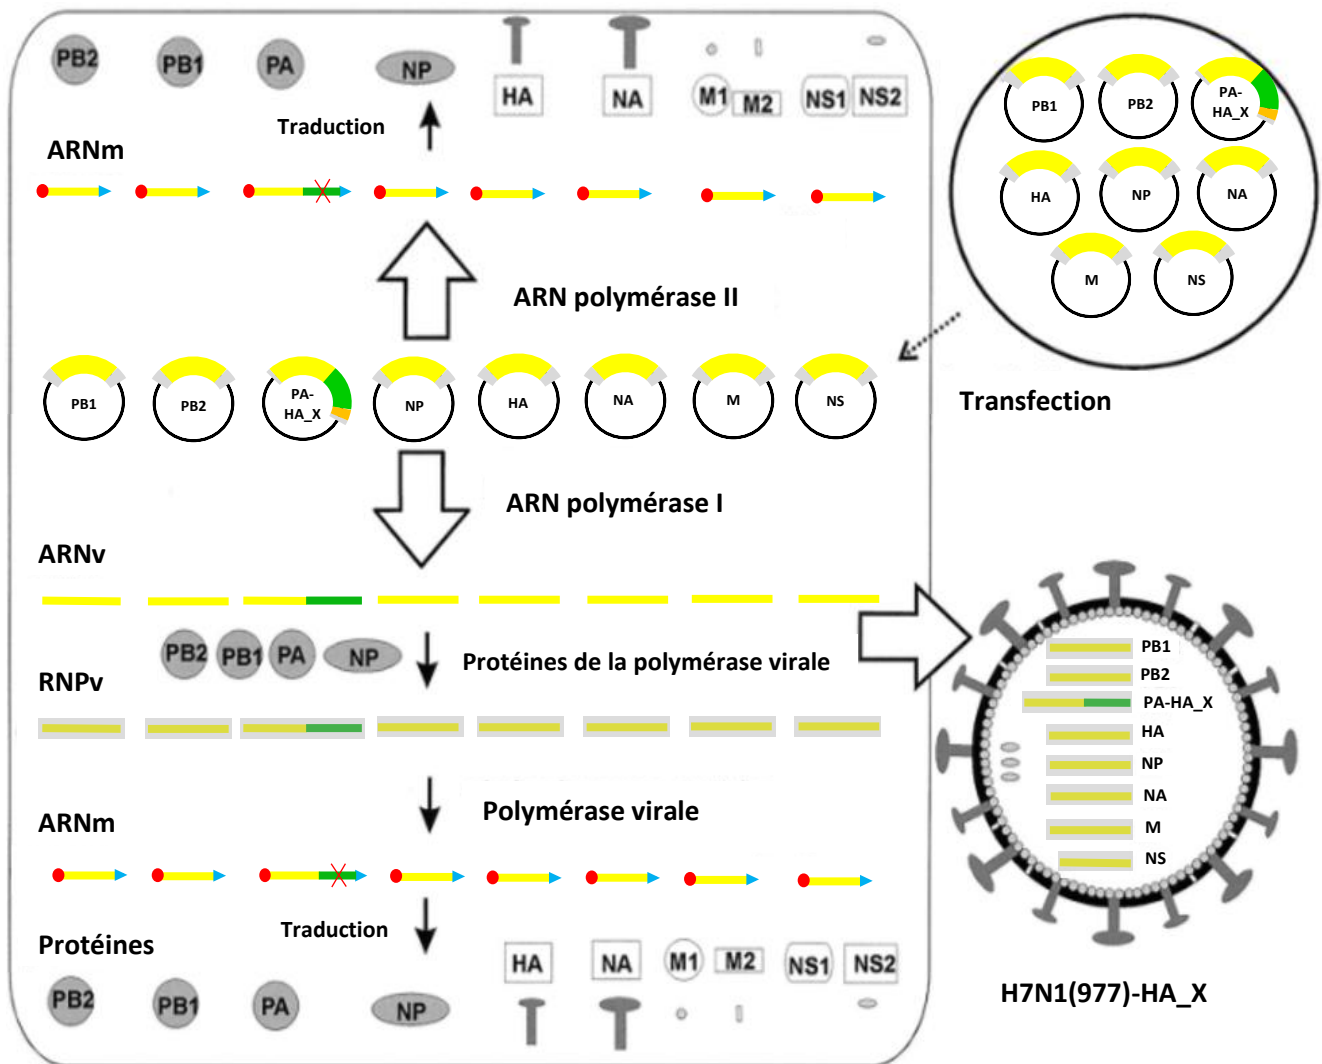 PB2 PB1 PA NP
HA NA M1 M2 NS1 NS2
Traduction
ARNm
ARN polymérase II
PB1 PB2 PA-HA_X NP HA NA M NS
ARN polymérase I
ARNv
PB2 PB1 PA NP
Protéines de la polymérase virale
RNPv
Polymérase virale
ARNm
Traduction
Protéines
HA NA M1 M2 NS1 NS2
PB2 PB1 PA NP
PB1 PB2 PA-
HA_X
HA NP NA
M NS
Transfection
PB1
PB2
PA-HA_X
HA
NP
NA
M
NS
H7N1(977)-HA_X